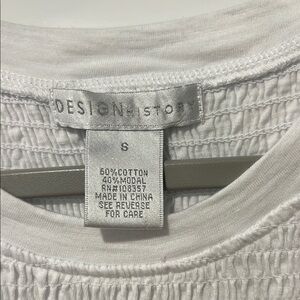 DESIGN HISTORY
S
60%COTTON
40%MODAL
RN#108357
MADE IN CHINA
SEE REVERSE
FOR CARE